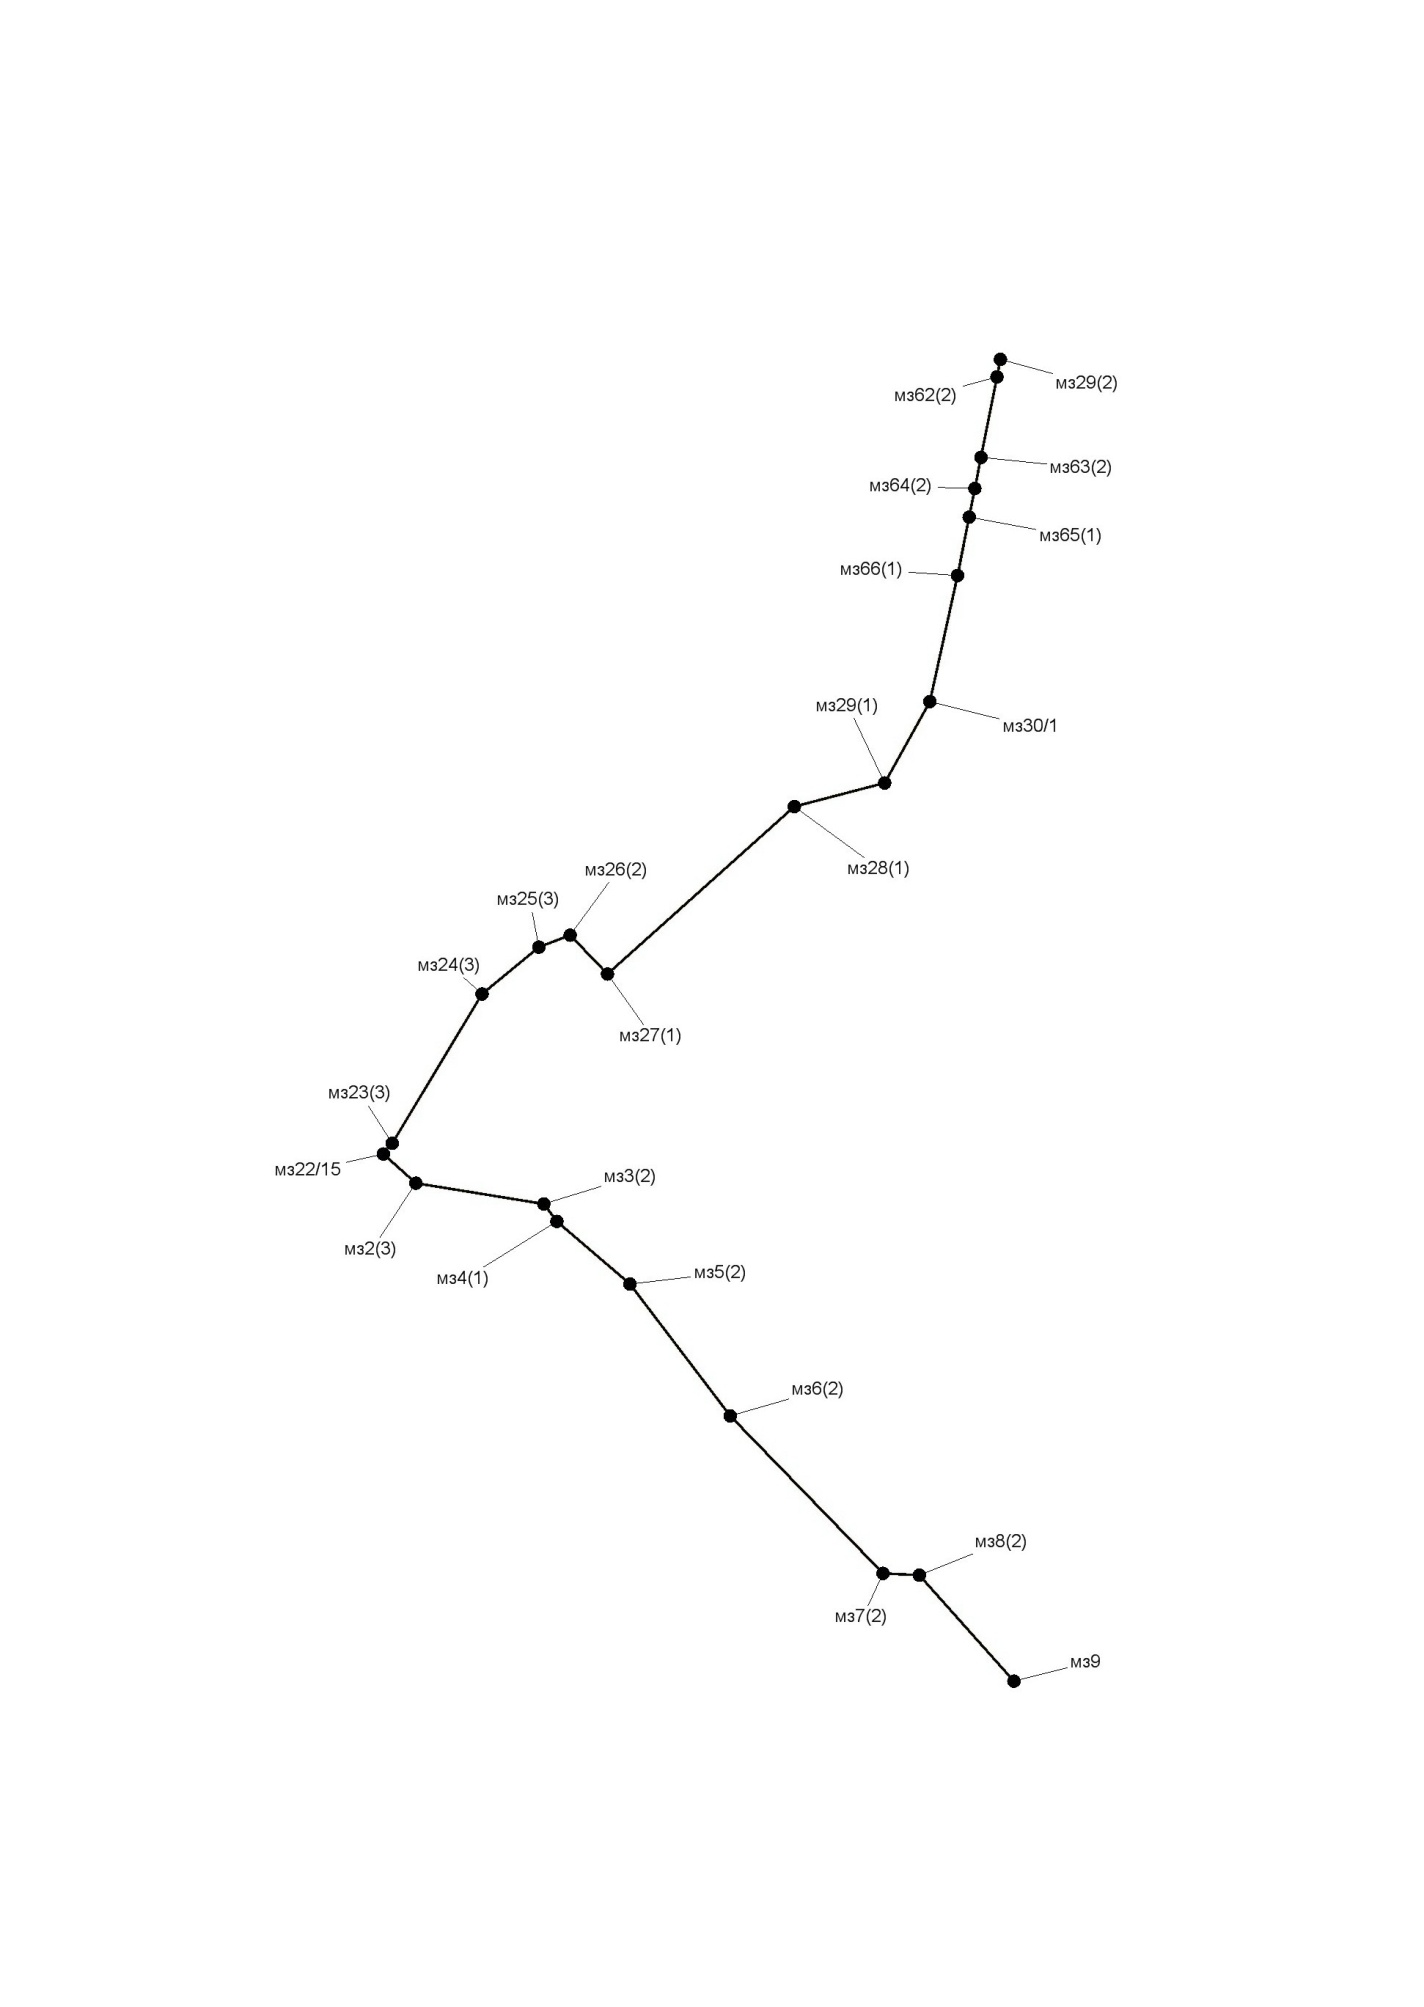 мз29(2)
мз62(2)
мз63(2)
мз64(2)
мз65(1)
мз66(1)
мз29(1)
мз30/1
мз28(1)
мз26(2)
мз25(3)
мз24(3)
мз27(1)
мз23(3)
мз22/15
мз3(2)
мз2(3)
мз4(1)
мз5(2)
мз6(2)
мз8(2)
мз7(2)
мз9